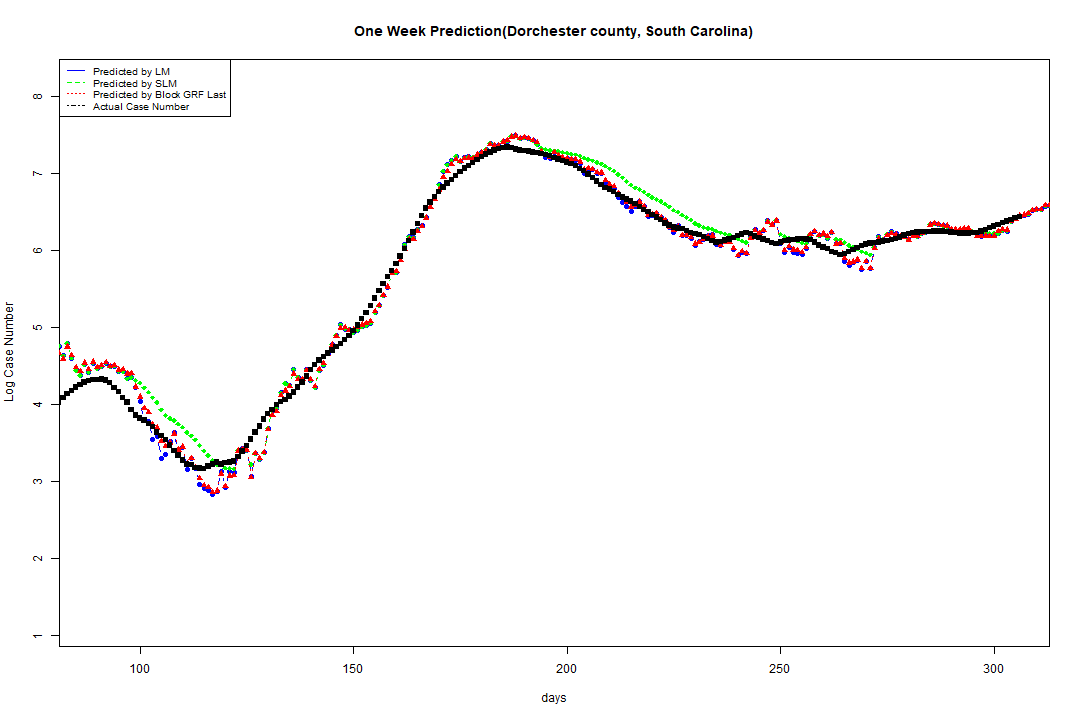 One Week Prediction(Dorchester county, South Carolina)
Predicted by LM
Predicted by SLM
Predicted by Block GRF Last
Actual Case Number
Log Case Number
8
7
6
5
4
3
2
1
100 150 200 250 300
days